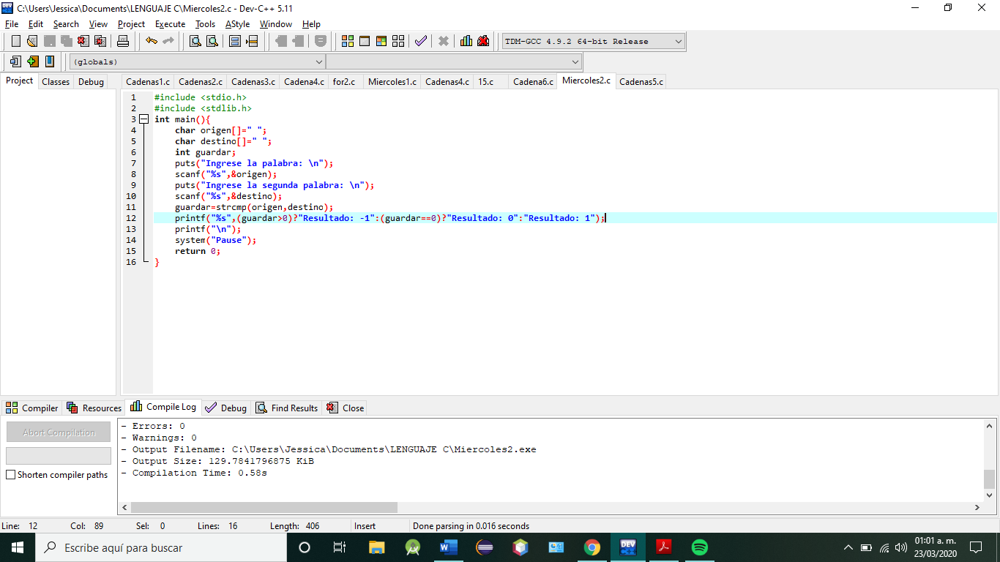 C:\Users\Jessica\Documents\LENGUAJE C\Miercoles2.c - Dev-C++ 5.11
File Edit Search View Project Execute Tools AStyle Window Help
TDM-GCC 4.9.2 64-bit Release
(globals)
Project Classes Debug
Cadenas1.c Cadenas2.c Cadenas3.c Cadena4.c for2.c Miercoles1.c Cadenas4.c 15.c Cadena6.c Miercoles2.c Cadenas5.c
1 #include <stdio.h>
2 #include <stdlib.h>
3 int main(){
4 char origen[]=" ";
5 char destino[]=" ";
6 int guardar;
7 puts("Ingrese la palabra: \n");
8 scanf("%s",&origen);
9 puts("Ingrese la segunda palabra: \n");
10 scanf("%s",&destino);
11 guardar=strcmp(origen,destino);
12 printf("%s",(guardar>0)?"Resultado: -1":(guardar==0)?"Resultado: 0":"Resultado: 1");
13 printf("\n");
14 system("Pause");
15 return 0;
16 }
Compiler Resources Compile Log Debug Find Results Close
Abort Compilation
Shorten compiler paths
- Errors: 0
- Warnings: 0
- Output Filename: C:\Users\Jessica\Documents\LENGUAJE C\Miercoles2.exe
- Output Size: 129.7841796875 KiB
- Compilation Time: 0.58s
Line: 12 Col: 89 Sel: 0 Lines: 16 Length: 406 Insert Done parsing in 0.016 seconds
Escribe aquí para buscar
DEV
01:01 a. m.
23/03/2020